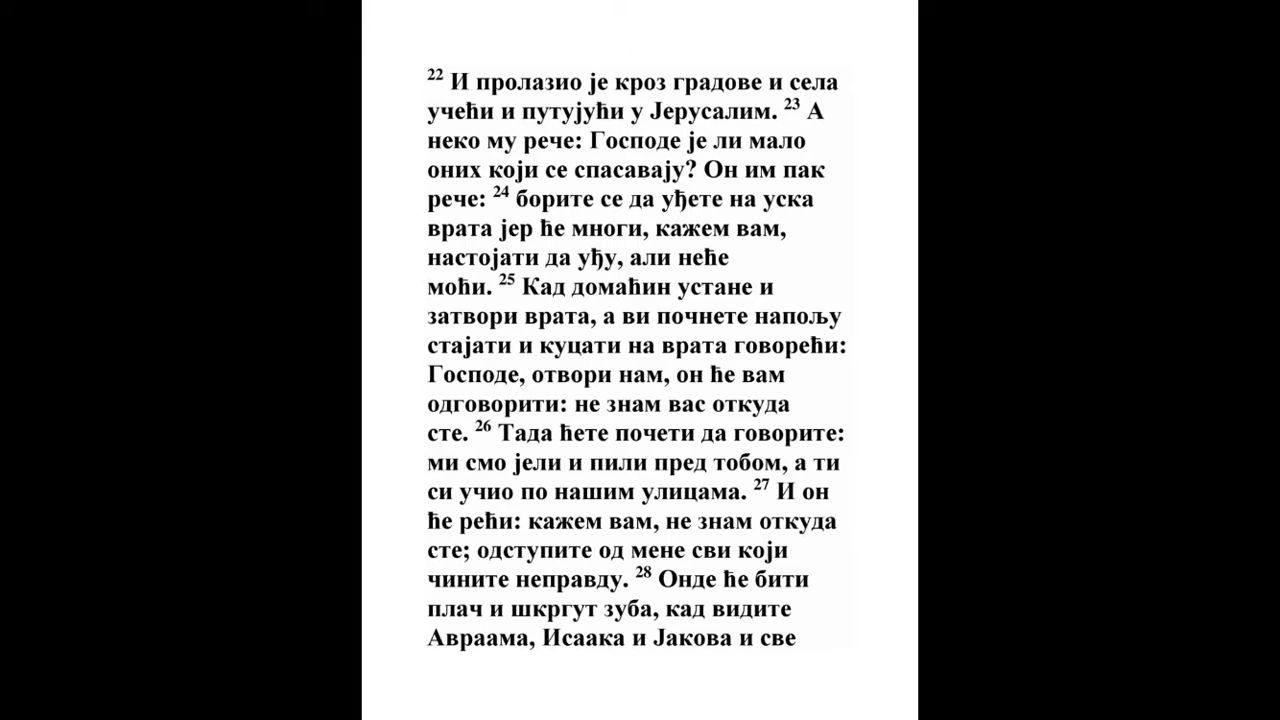 22 И пролазио је кроз градове и села
учећи и путујући у Јерусалим. 23 А
неко му рече: Господе је ли мало
оних који се спасавају? Он им пак
рече: 24 борите се да уђете на уска
врата јер ће многи, кажем вам,
настојати да уђу, али неће
моћи. 25 Кад домаћин устане и
затвори врата, а ви почнете напољу
стајати и куцати на врата говорећи:
Господе, отвори нам, он ће вам
одговорити: не знам вас откуда
сте. 26 Тада ћете почети да говорите:
ми смо јели и пили пред тобом, а ти
си учио по нашим улицама. 27 И он
ће рећи: кажем вам, не знам откуда
сте; одступите од мене сви који
чините неправду. 28 Онде ће бити
плач и шкргут зуба, кад видите
Авраама, Исаака и Јакова и све